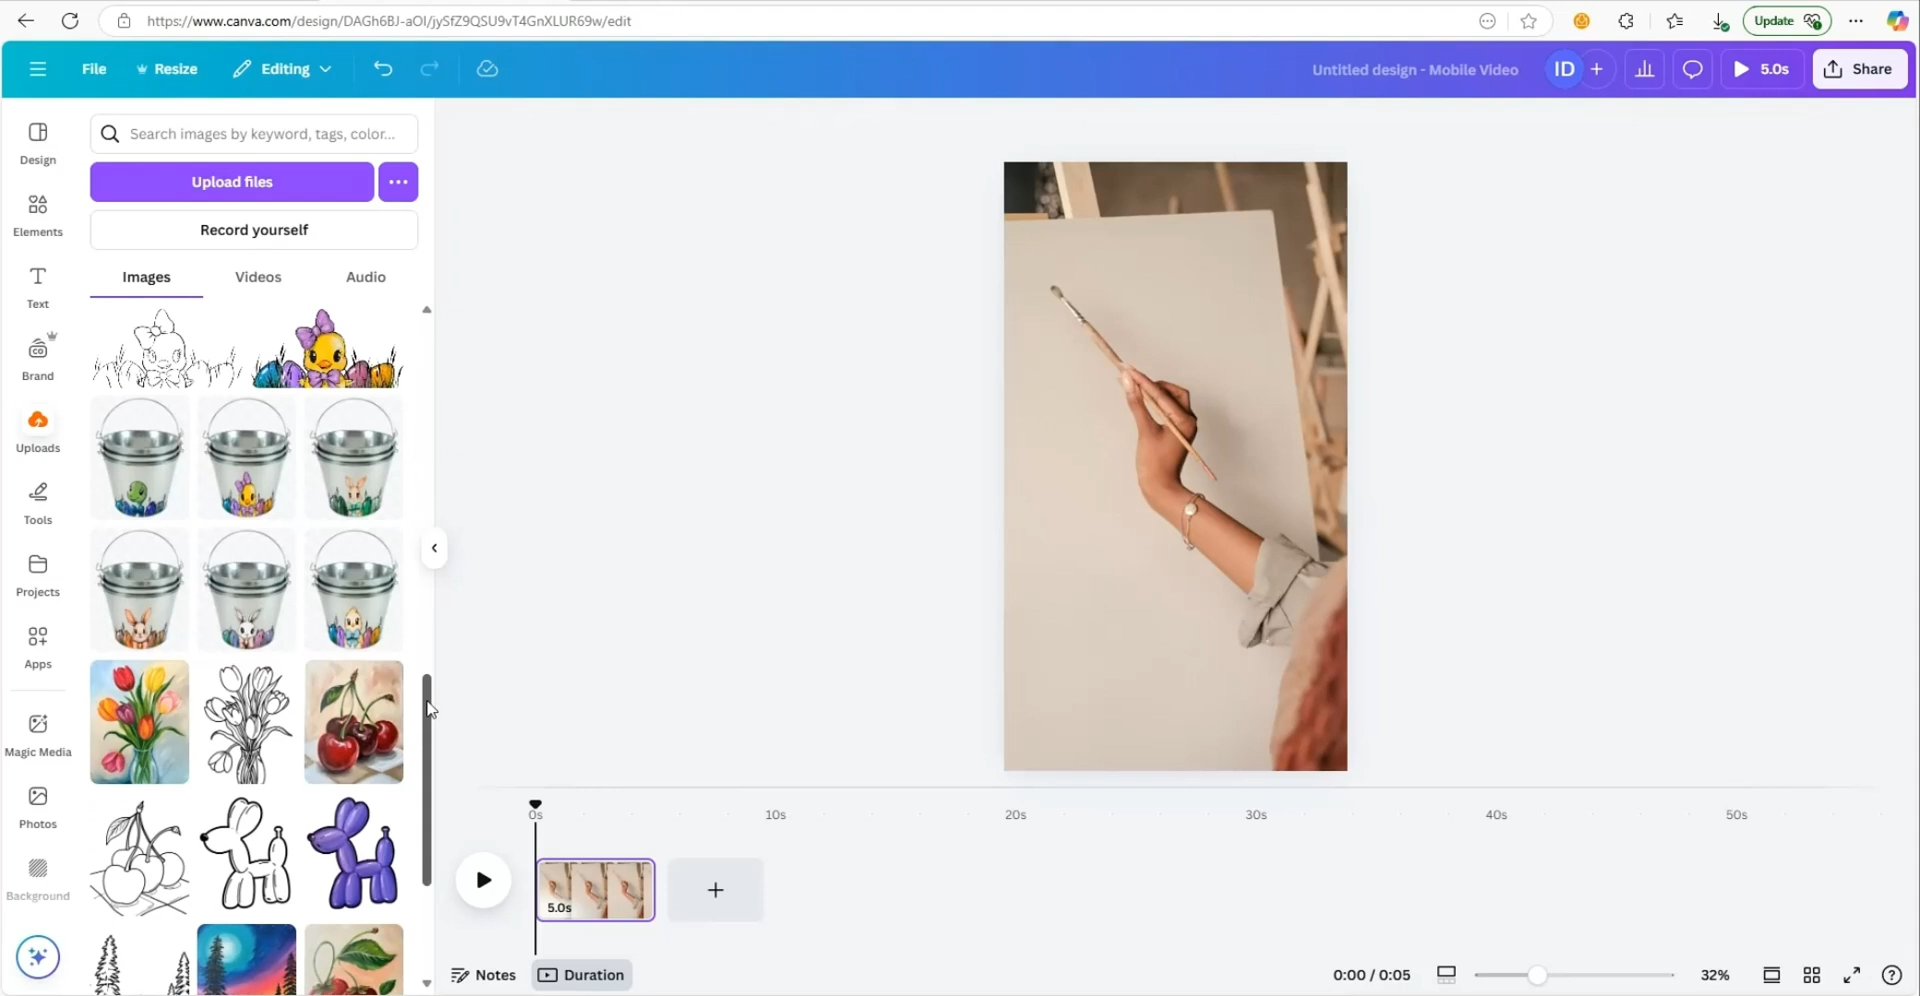 https://www.canva.com/design/DAGh6BJ-aOI/jySfZ9QSU9vT4GnXLUR69w/edit
Update
File
Resize
Editing
Untitled design - Mobile Video
ID
5.0s
Share
Design
Elements
Text
Brand
Uploads
Tools
Projects
Apps
Magic Media
Photos
Background
Search images by keyword, tags, color...
Upload files
Record yourself
Images Videos Audio
0s 10s 20s 30s 40s 50s
5.0s
Notes Duration
0:00 / 0:05
32%